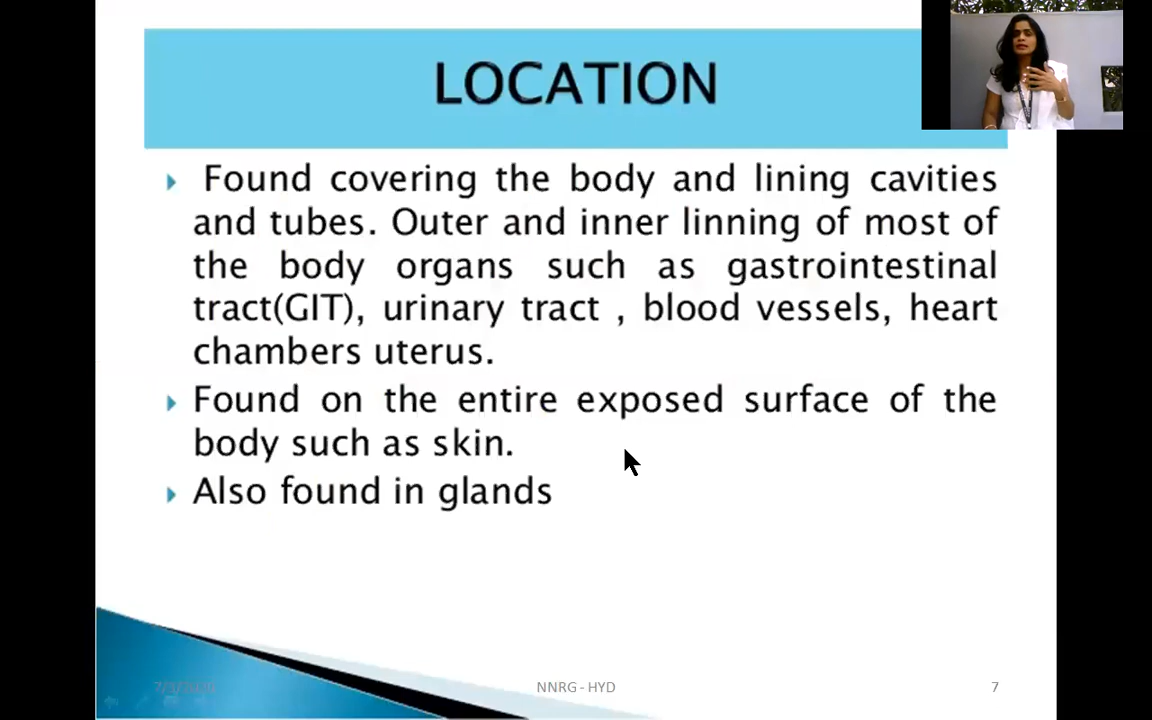 LOCATION
Found covering the body and lining cavities
and tubes. Outer and inner linning of most of
the body organs such as gastrointestinal
tract(GIT), urinary tract , blood vessels, heart
chambers uterus.
Found on the entire exposed surface of the
body such as skin.
Also found in glands
NNRG - HYD
7